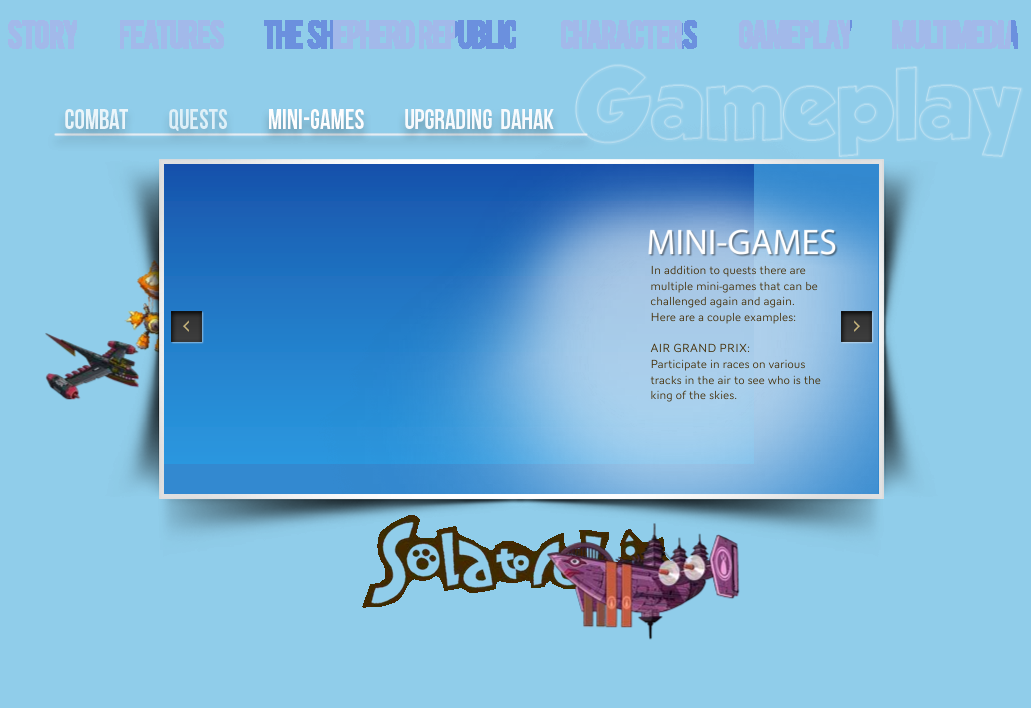 STORY FEATURES THE SHEPHERD REPUBLIC CHARACTERS GAMEPLAY MULTIMEDIA
Gameplay
COMBAT QUESTS MINI-GAMES UPGRADING DAHAK
MINI-GAMES
In addition to quests there are
multiple mini-games that can be
challenged again and again.
Here are a couple examples:
AIR GRAND PRIX:
Participate in races on various
tracks in the air to see who is the
king of the skies.
Solato